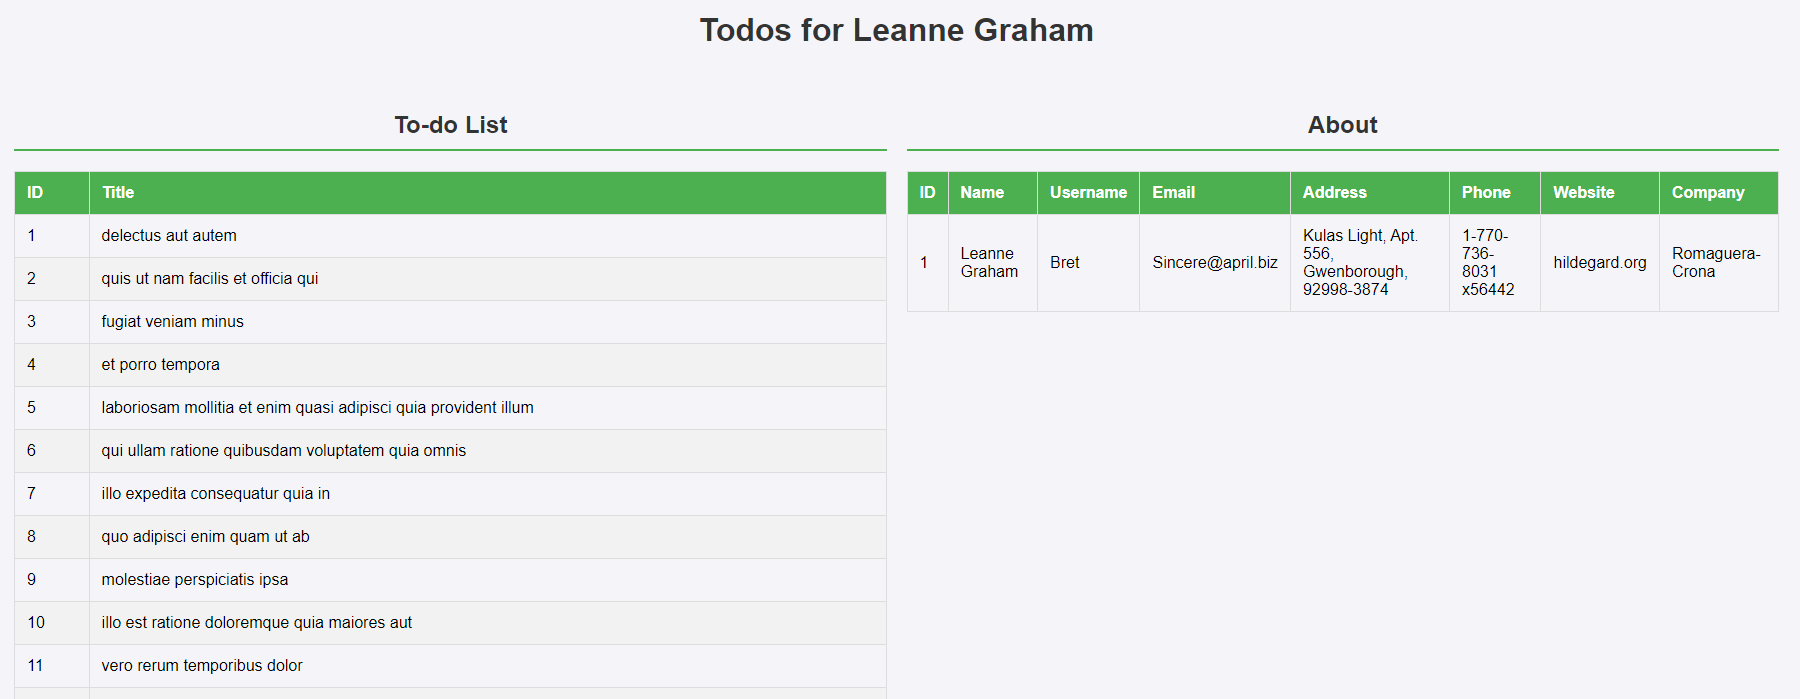 Todos for Leanne Graham
To-do List
ID Title
1 delectus aut autem
2 quis ut nam facilis et officia qui
3 fugiat veniam minus
4 et porro tempora
5 laboriosam mollitia et enim quasi adipisci quia provident illum
6 qui ullam ratione quibusdam voluptatem quia omnis
7 illo expedita consequatur quia in
8 quo adipisci enim quam ut ab
9 molestiae perspiciatis ipsa
10 illo est ratione doloremque quia maiores aut
11 vero rerum temporibus dolor
About
ID Name Username Email Address Phone Website Company
1
Leanne
Graham
Bret
Sincere@april.biz
Kulas Light, Apt.
556,
Gwenborough,
92998-3874
1-770-
736-
8031
x56442
hildegard.org
Romaguera-
Crona